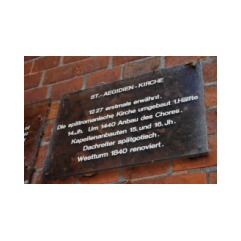 ST.-AEGIDIEN-KIRCHE
1227 erstmals erwähnt.
Die spätromanische Kirche umgebaut 1.Hälfte
14.Jh. Um 1440 Anbau des Chores.
Kapellenanbauten 15. und 16. Jh.
Dachreiter spätgotisch.
Westturm 1840 renoviert.